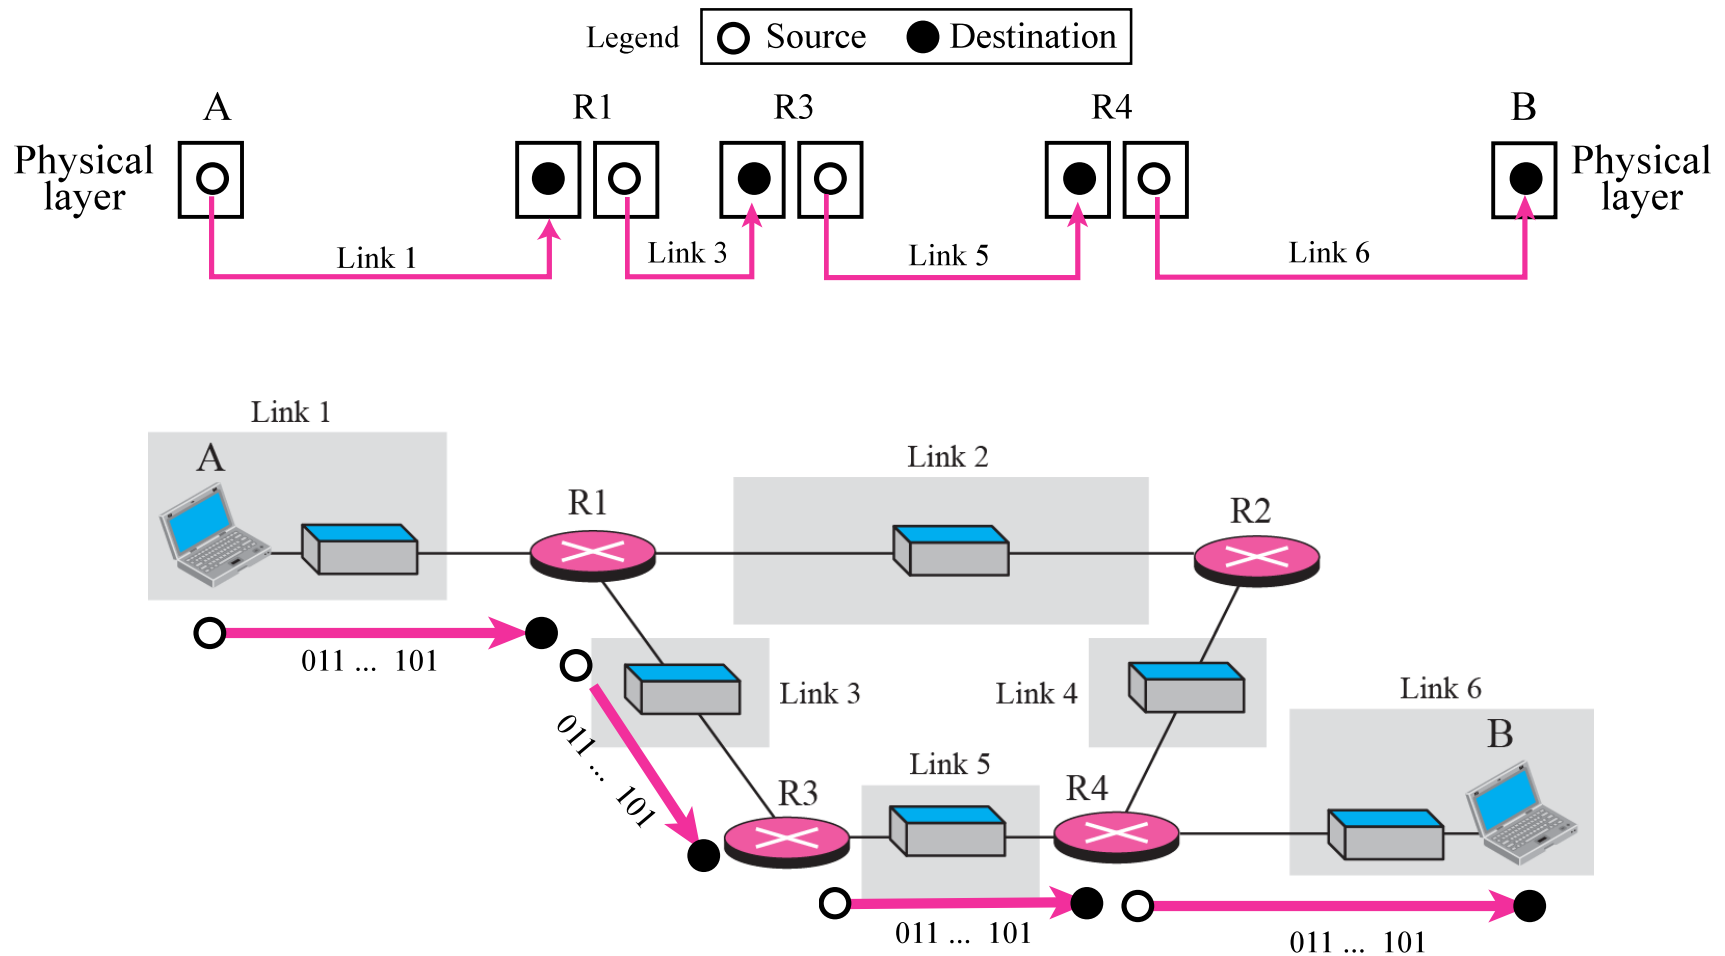 Legend Source Destination
A R1 R3 R4 B
Physical
layer
Physical
layer
Link 1 Link 3 Link 5 Link 6
Link 1
A
Link 2
R1
R2
011 ... 101
Link 3
Link 4
Link 6
011 ... 101
B
Link 5
R3
R4
011 ... 101
011 ... 101